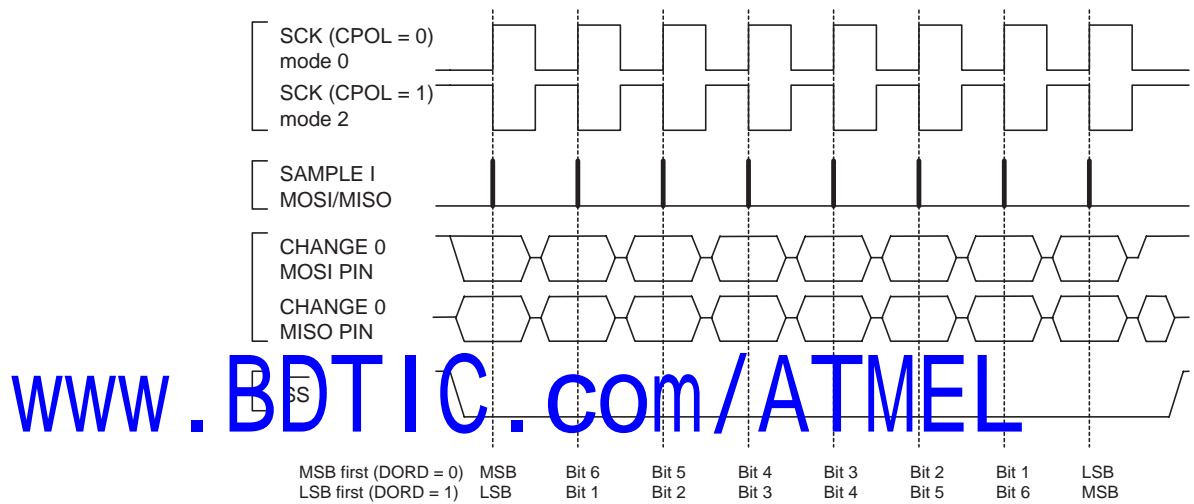 SCK (CPOL = 0)
mode 0
SCK (CPOL = 1)
mode 2
SAMPLE I
MOSI/MISO
CHANGE 0
MOSI PIN
CHANGE 0
MISO PIN
SS
www.BDTIC.com/ATMEL
MSB first (DORD = 0) MSB Bit 6 Bit 5 Bit 4 Bit 3 Bit 2 Bit 1 LSB
LSB first (DORD = 1) LSB Bit 1 Bit 2 Bit 3 Bit 4 Bit 5 Bit 6 MSB